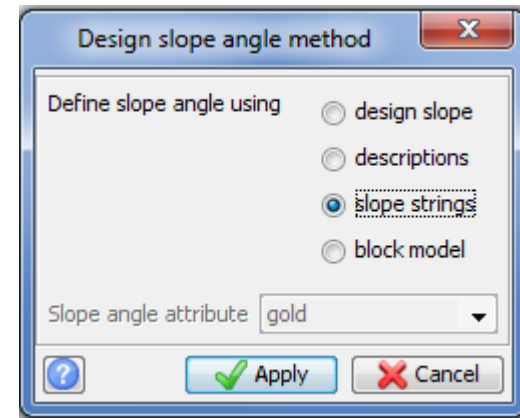 Design slope angle method
Define slope angle using
design slope
descriptions
slope strings
block model
Slope angle attribute gold
Apply Cancel